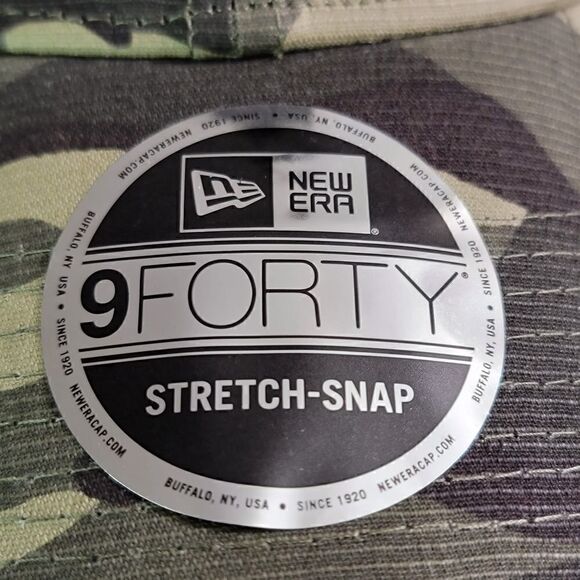 NEW
ERA
®
9FORTY®
STRETCH-SNAP
BUFFALO, NY, USA • SINCE 1920 NEWERACAP.COM
BUFFALO, NY, USA • SINCE 1920 NEWERACAP.COM
BUFFALO, NY, USA • SINCE 1920 NEWERACAP.COM
BUFFALO, NY, USA • SINCE 1920 NEWERACAP.COM